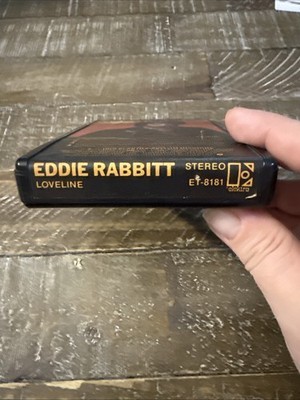 EDDIE RABBITT STEREO
LOVELINE ET-8181
elektra